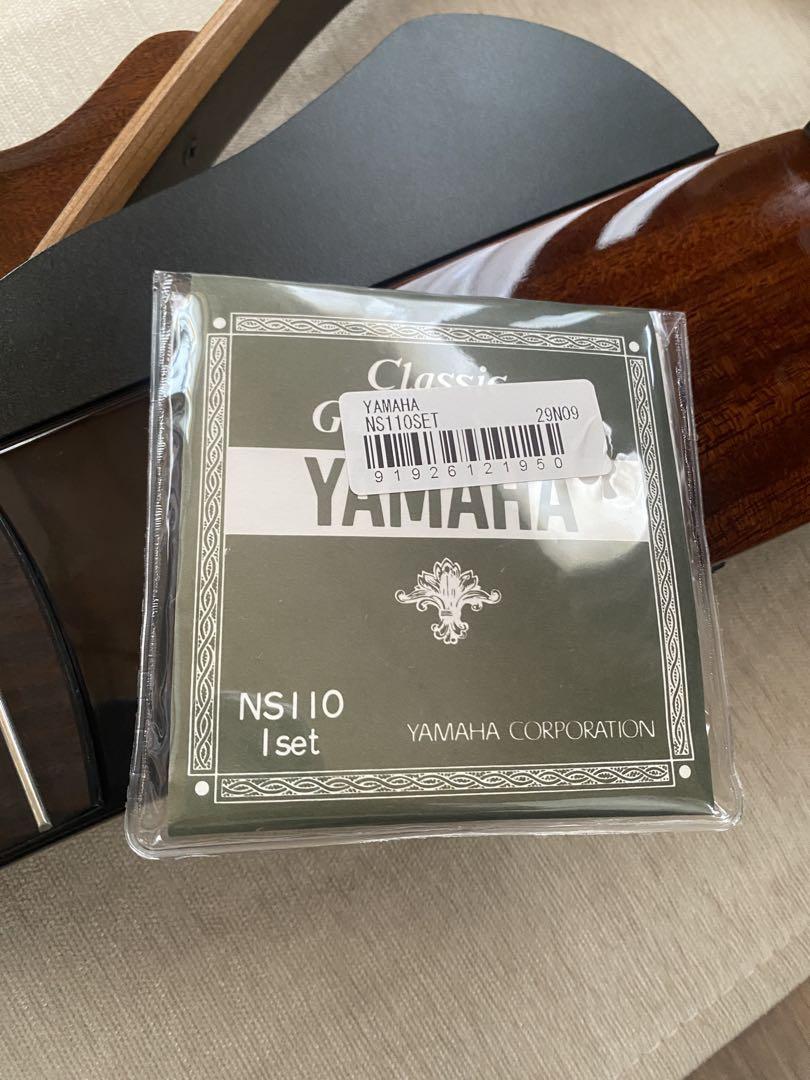 Classic
G
YAMAHA
NS110SET 29N09
91926121950
YAMAHA
NS110
1set
YAMAHA CORPORATION